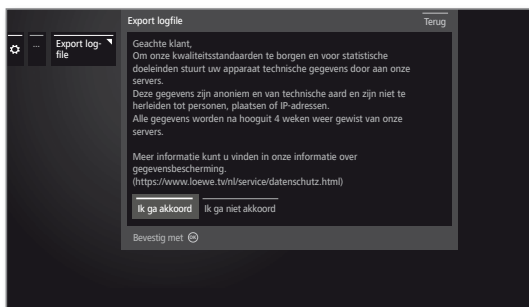 Export logfile
Terug
...
Export log-
file
Geachte klant,
Om onze kwaliteitsstandaarden te borgen en voor statistische
doeleinden stuurt uw apparaat technische gegevens door aan onze
servers.
Deze gegevens zijn anoniem en van technische aard en zijn niet te
herleiden tot personen, plaatsen of IP-adressen.
Alle gegevens worden na hooguit 4 weken weer gewist van onze
servers.
Meer informatie kunt u vinden in onze informatie over
gegevensbescherming.
(https://www.loewe.tv/nl/service/datenschutz.html)
Ik ga akkoord
Ik ga niet akkoord
Bevestig met OK